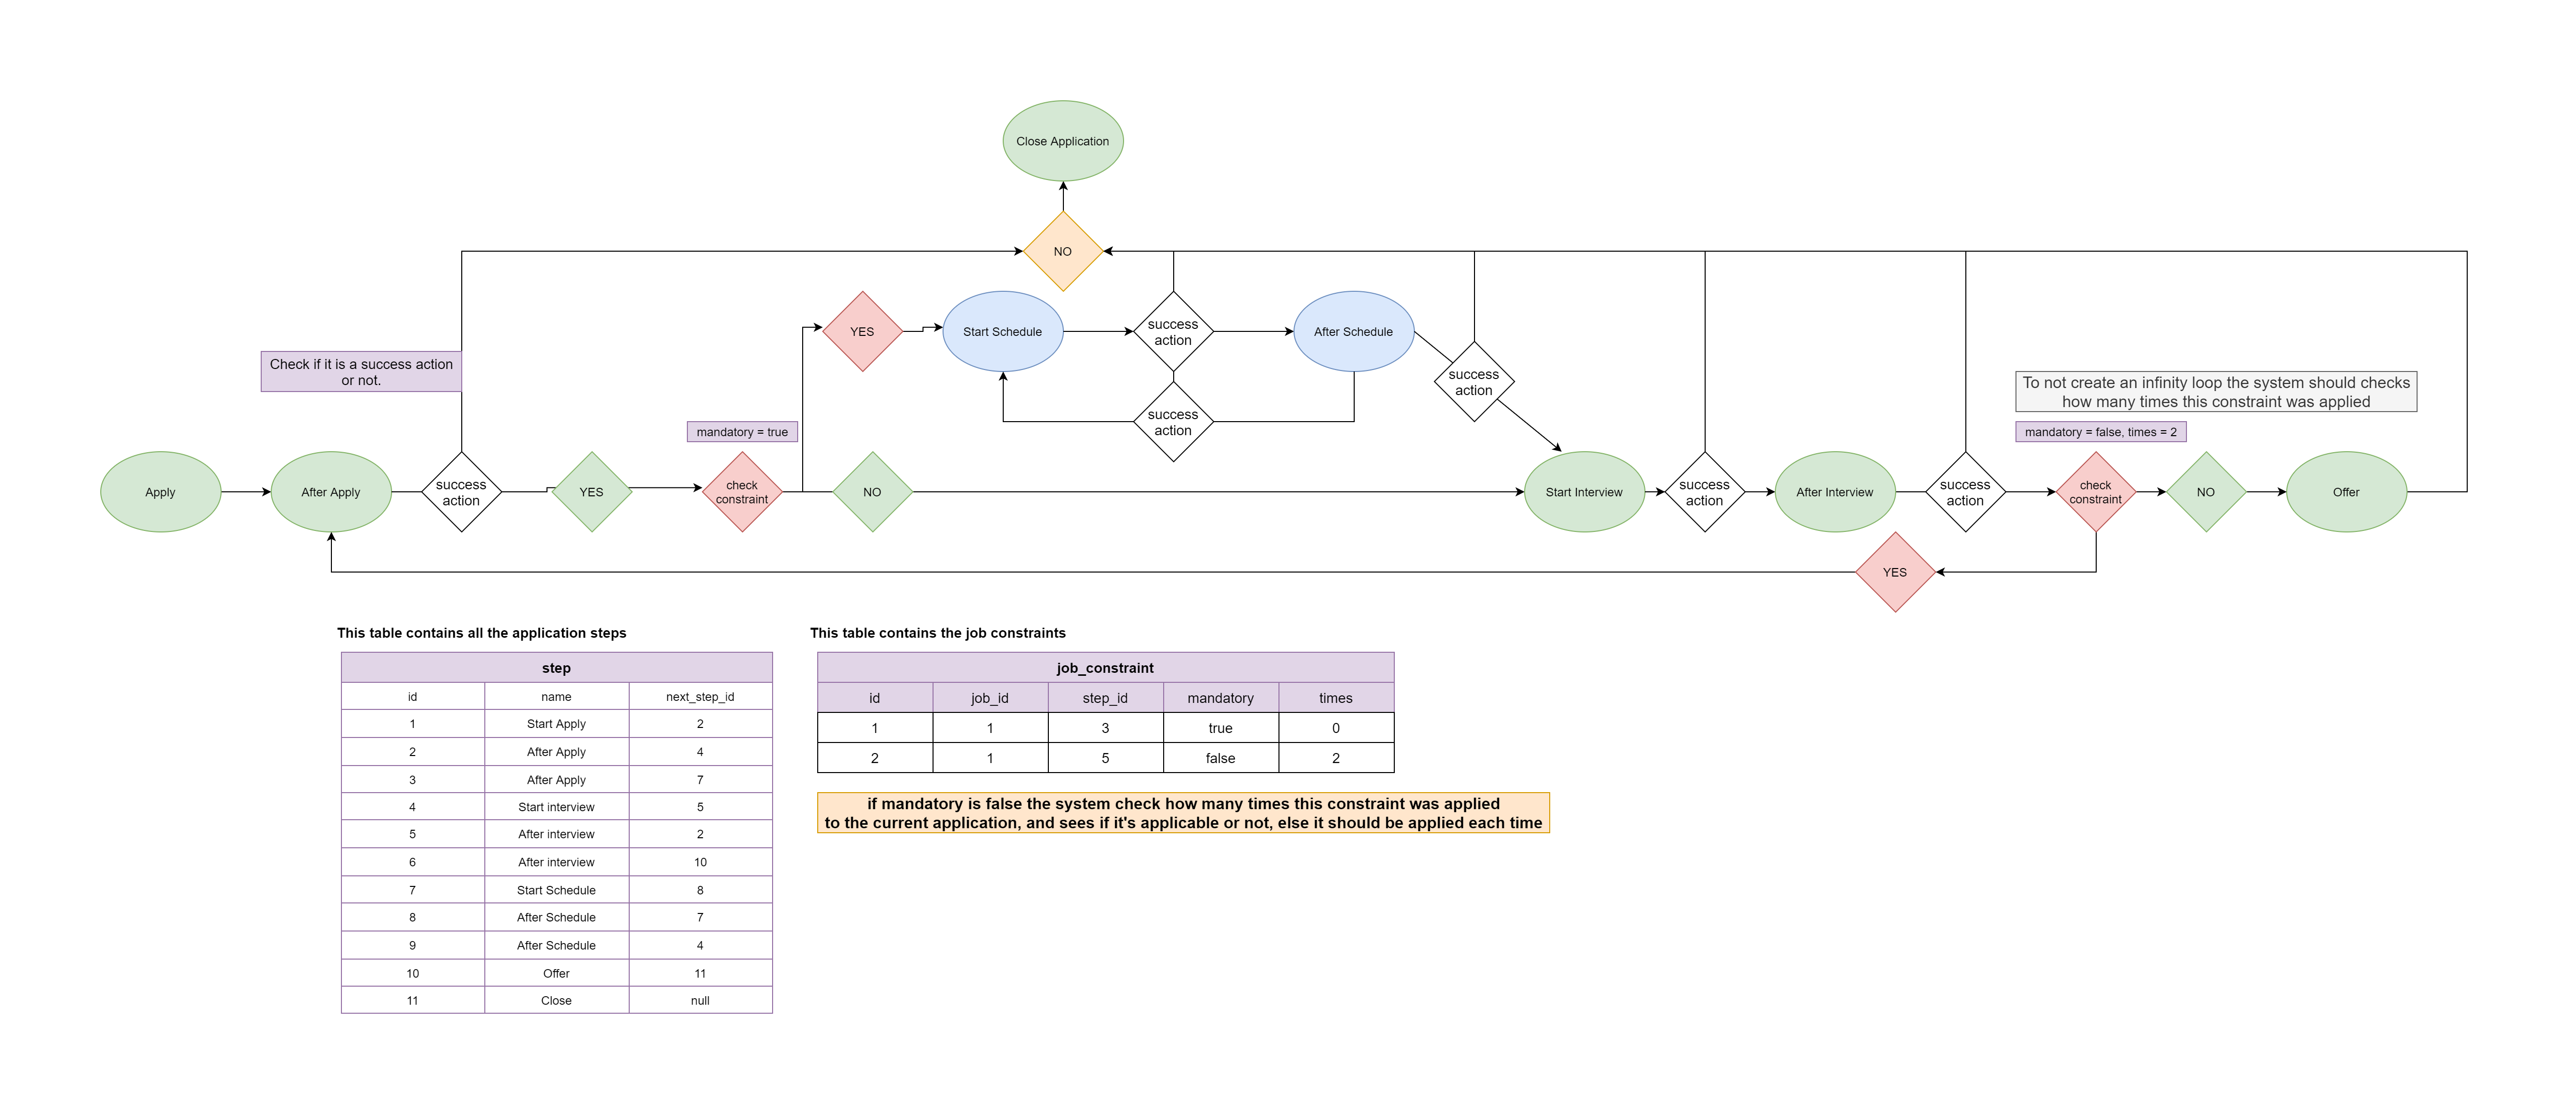 Close Application
NO
YES
Start Schedule
success
action
After Schedule
success
action
success
action
Check if it is a success action
or not.
mandatory = true
To not create an infinity loop the system should checks
how many times this constraint was applied
mandatory = false, times = 2
Apply
After Apply
success
action
YES
check
constraint
NO
Start Interview
success
action
After Interview
success
action
check
constraint
NO
Offer
YES
This table contains all the application steps
step
id name next_step_id
1 Start Apply 2
2 After Apply 4
3 After Apply 7
4 Start interview 5
5 After interview 2
6 After interview 10
7 Start Schedule 8
8 After Schedule 7
9 After Schedule 4
10 Offer 11
11 Close null
This table contains the job constraints
job_constraint
id job_id step_id mandatory times
1 1 3 true 0
2 1 5 false 2
if mandatory is false the system check how many times this constraint was applied
to the current application, and sees if it's applicable or not, else it should be applied each time